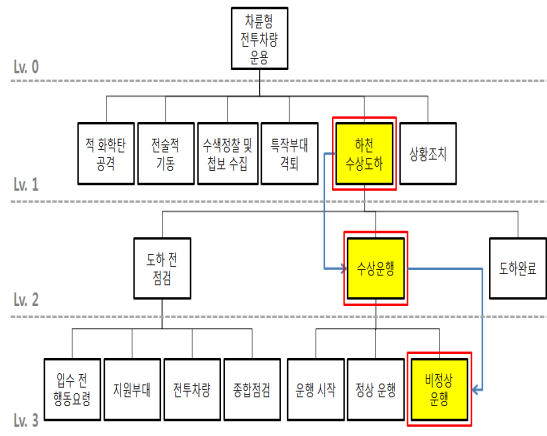 차륜형
전투차량
운용
Lv. 0
적 화학탄
공격
전술적
기동
수색정찰 및
첩보 수집
특작부대
격퇴
하천
수상도하
상황조치
Lv. 1
도하 전
점검
수상운행
도하완료
Lv. 2
입수 전
행동요령
지원부대
전투차량
종합점검
운행 시작
정상 운행
비정상
운행
Lv. 3